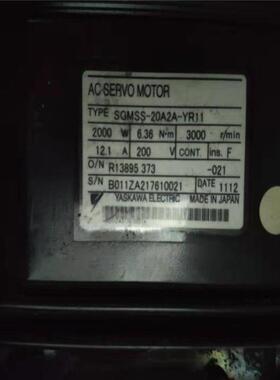 AC SERVO MOTOR
TYPE SGMSS-20A2A-YR11
2000 W 6.36 N·m 3000 r/min
12.1 A 200 V CONT. ins. F
O/N R13895 373 -021
S/N B011ZA217610021 DATE 1112
YASKAWA ELECTRIC MADE IN JAPAN